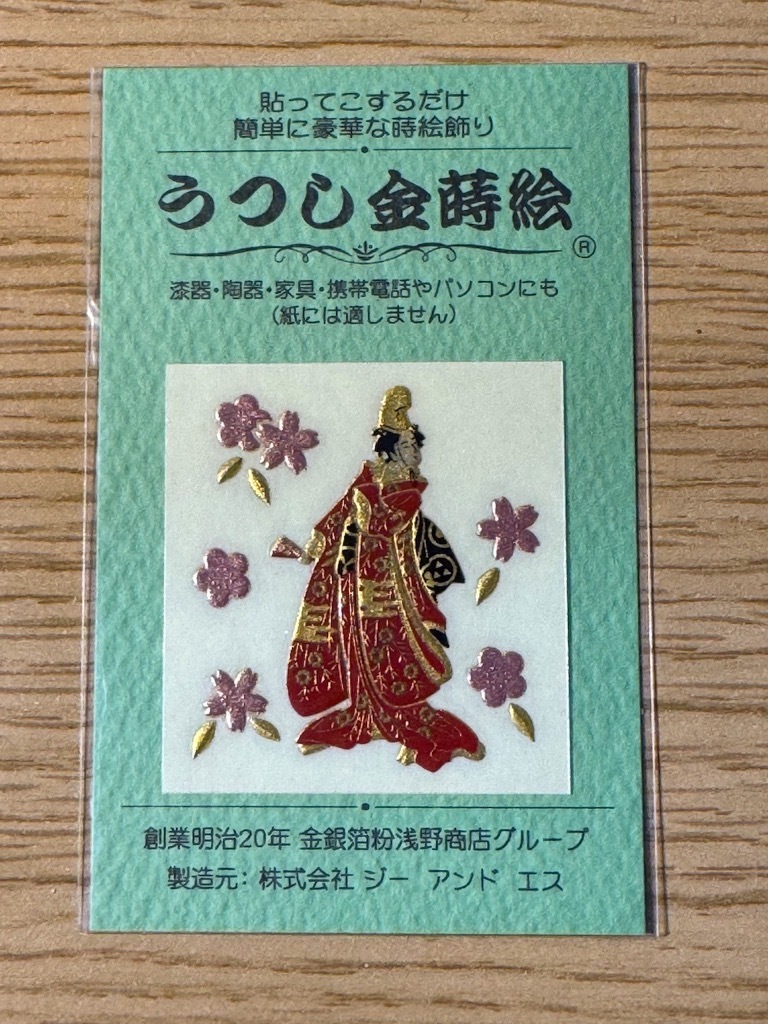 貼ってこするだけ
簡単に豪華な蒔絵飾り
うつし金蒔絵®
漆器・陶器・家具・携帯電話やパソコンにも
（紙には適しません）
創業明治20年 金銀箔粉浅野商店グループ
製造元: 株式会社 ジー アンド エス